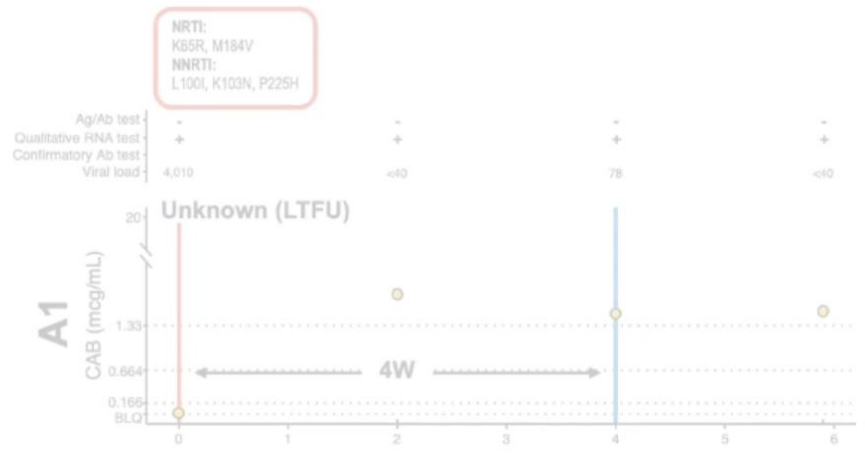 NRTI:
K65R, M184V
NNRTI:
L100I, K103N, P225H
Ag/Ab test - - - -
Qualitative RNA test + + + +
Confirmatory Ab test
Viral load 4,010 <40 78 <40
Unknown (LTFU)
20
A1
CAB (mcg/mL)
1.33
0.664
4W
0.166
BLQ
0 1 2 3 4 5 6